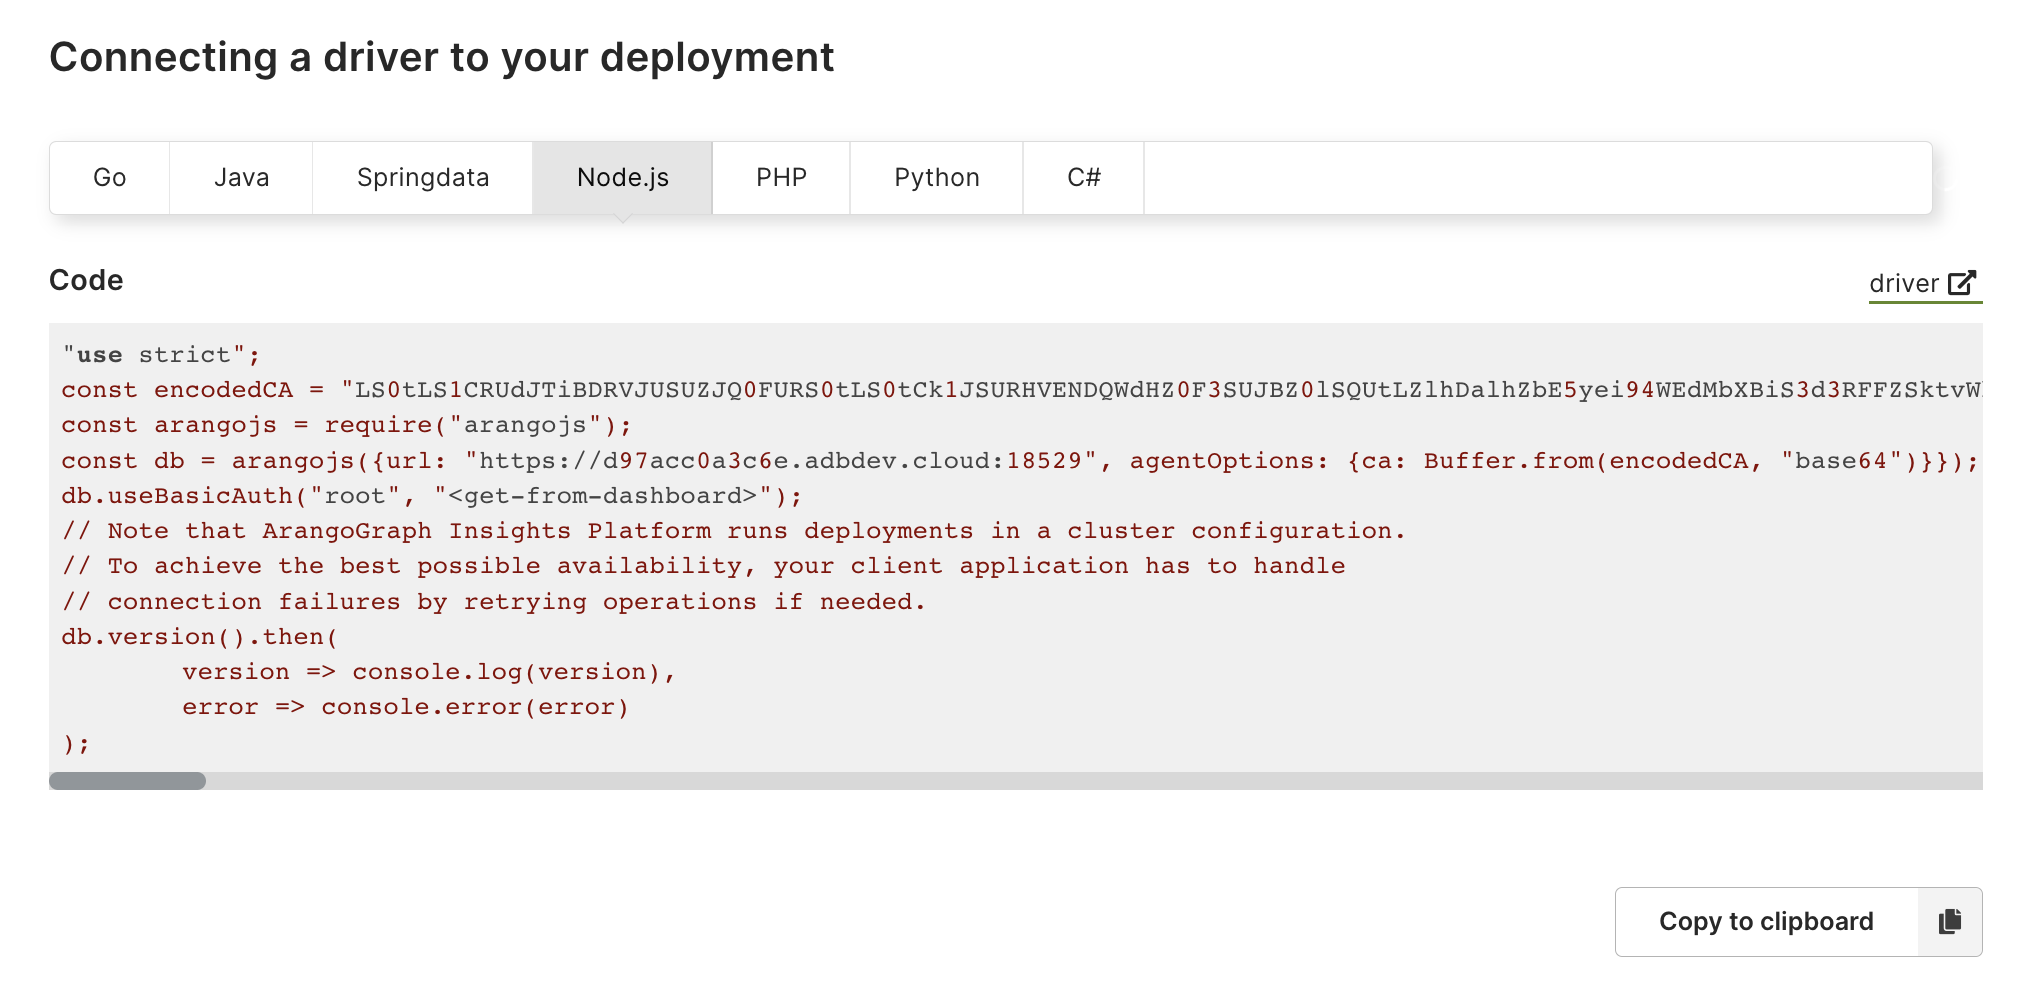 Connecting a driver to your deployment
Go Java Springdata Node.js PHP Python C#
Code
driver
"use strict";
const encodedCA = "LS0tLS1CRUdJTiBDRVJUSUZJQ0FURS0tLS0tCk1JSURHVENDQWdHZ0F3SUJBZ0lSQUtLZlhDalhZbE5yei94WEdMbXBiS3d3RFFZSktvW
const arangojs = require("arangojs");
const db = arangojs({url: "https://d97acc0a3c6e.adbdev.cloud:18529", agentOptions: {ca: Buffer.from(encodedCA, "base64")}});
db.useBasicAuth("root", "<get-from-dashboard>");
// Note that ArangoGraph Insights Platform runs deployments in a cluster configuration.
// To achieve the best possible availability, your client application has to handle
// connection failures by retrying operations if needed.
db.version().then(
        version => console.log(version),
        error => console.error(error)
);
Copy to clipboard